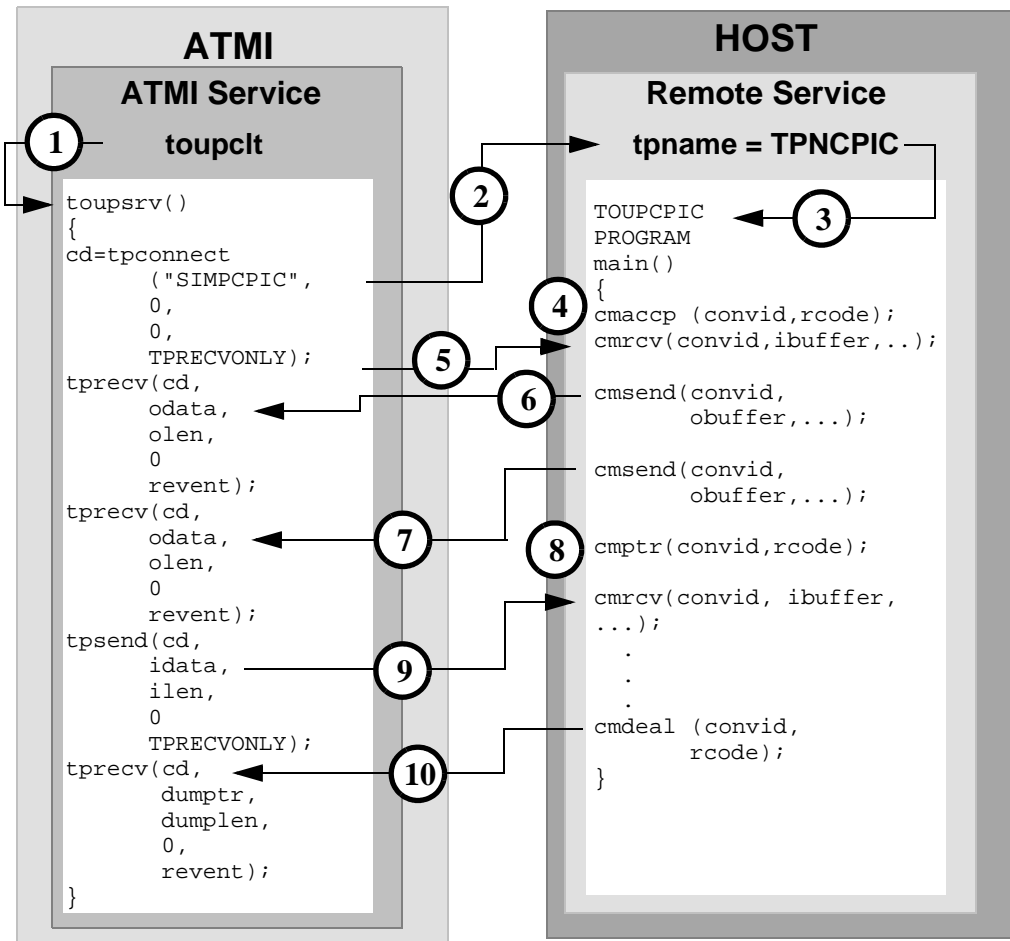 ATMI
ATMI Service
toupclt
1
toupsrv()
{
cd=tpconnect
("SIMPCPIC",
0,
0,
TPRECVONLY);
tprecv(cd,
odata,
olen,
0
revent);
tprecv(cd,
odata,
olen,
0
revent);
tpsend(cd,
idata,
ilen,
0
TPRECVONLY);
tprecv(cd,
dumptr,
dumplen,
0,
revent);
}
2
5
6
7
9
10
HOST
Remote Service
tpname = TPNCPIC
3
TOUPCPIC
PROGRAM
main()
{
4
cmaccp (convid,rcode);
cmrcv(convid,ibuffer,..);
cmsend(convid,
obuffer,...);
cmsend(convid,
obuffer,...);
8
cmptr(convid,rcode);
cmrcv(convid, ibuffer,
...);
.
.
.
cmdeal (convid,
rcode);
}